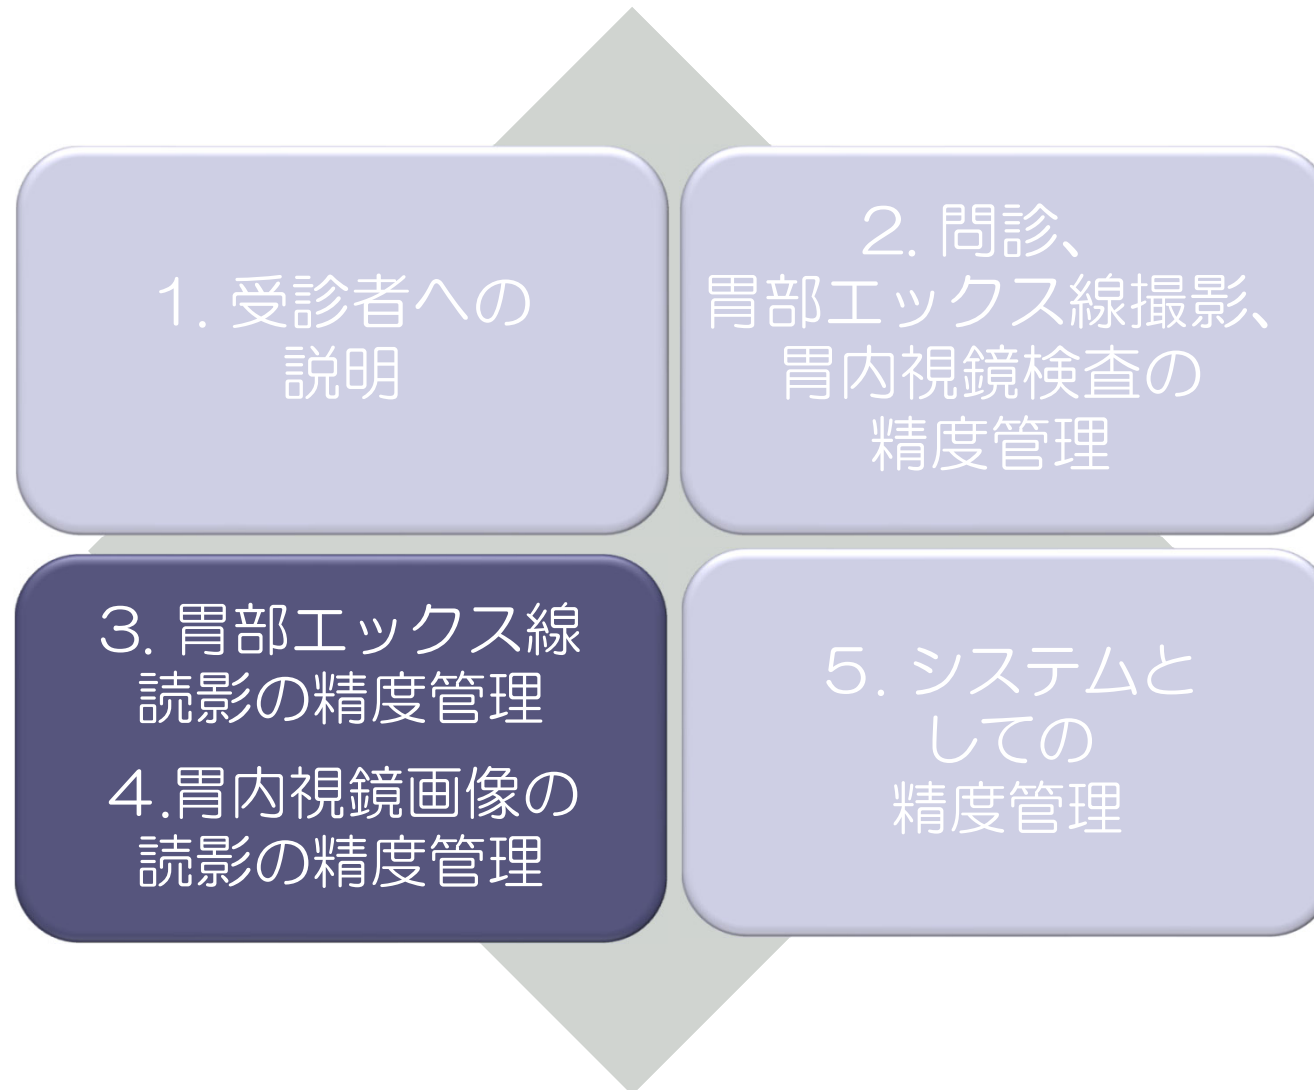 1. 受診者への
説明
2. 問診、
胃部エックス線撮影、
胃内視鏡検査の
精度管理
3. 胃部エックス線
読影の精度管理
4.胃内視鏡画像の
読影の精度管理
5. システムと
しての
精度管理